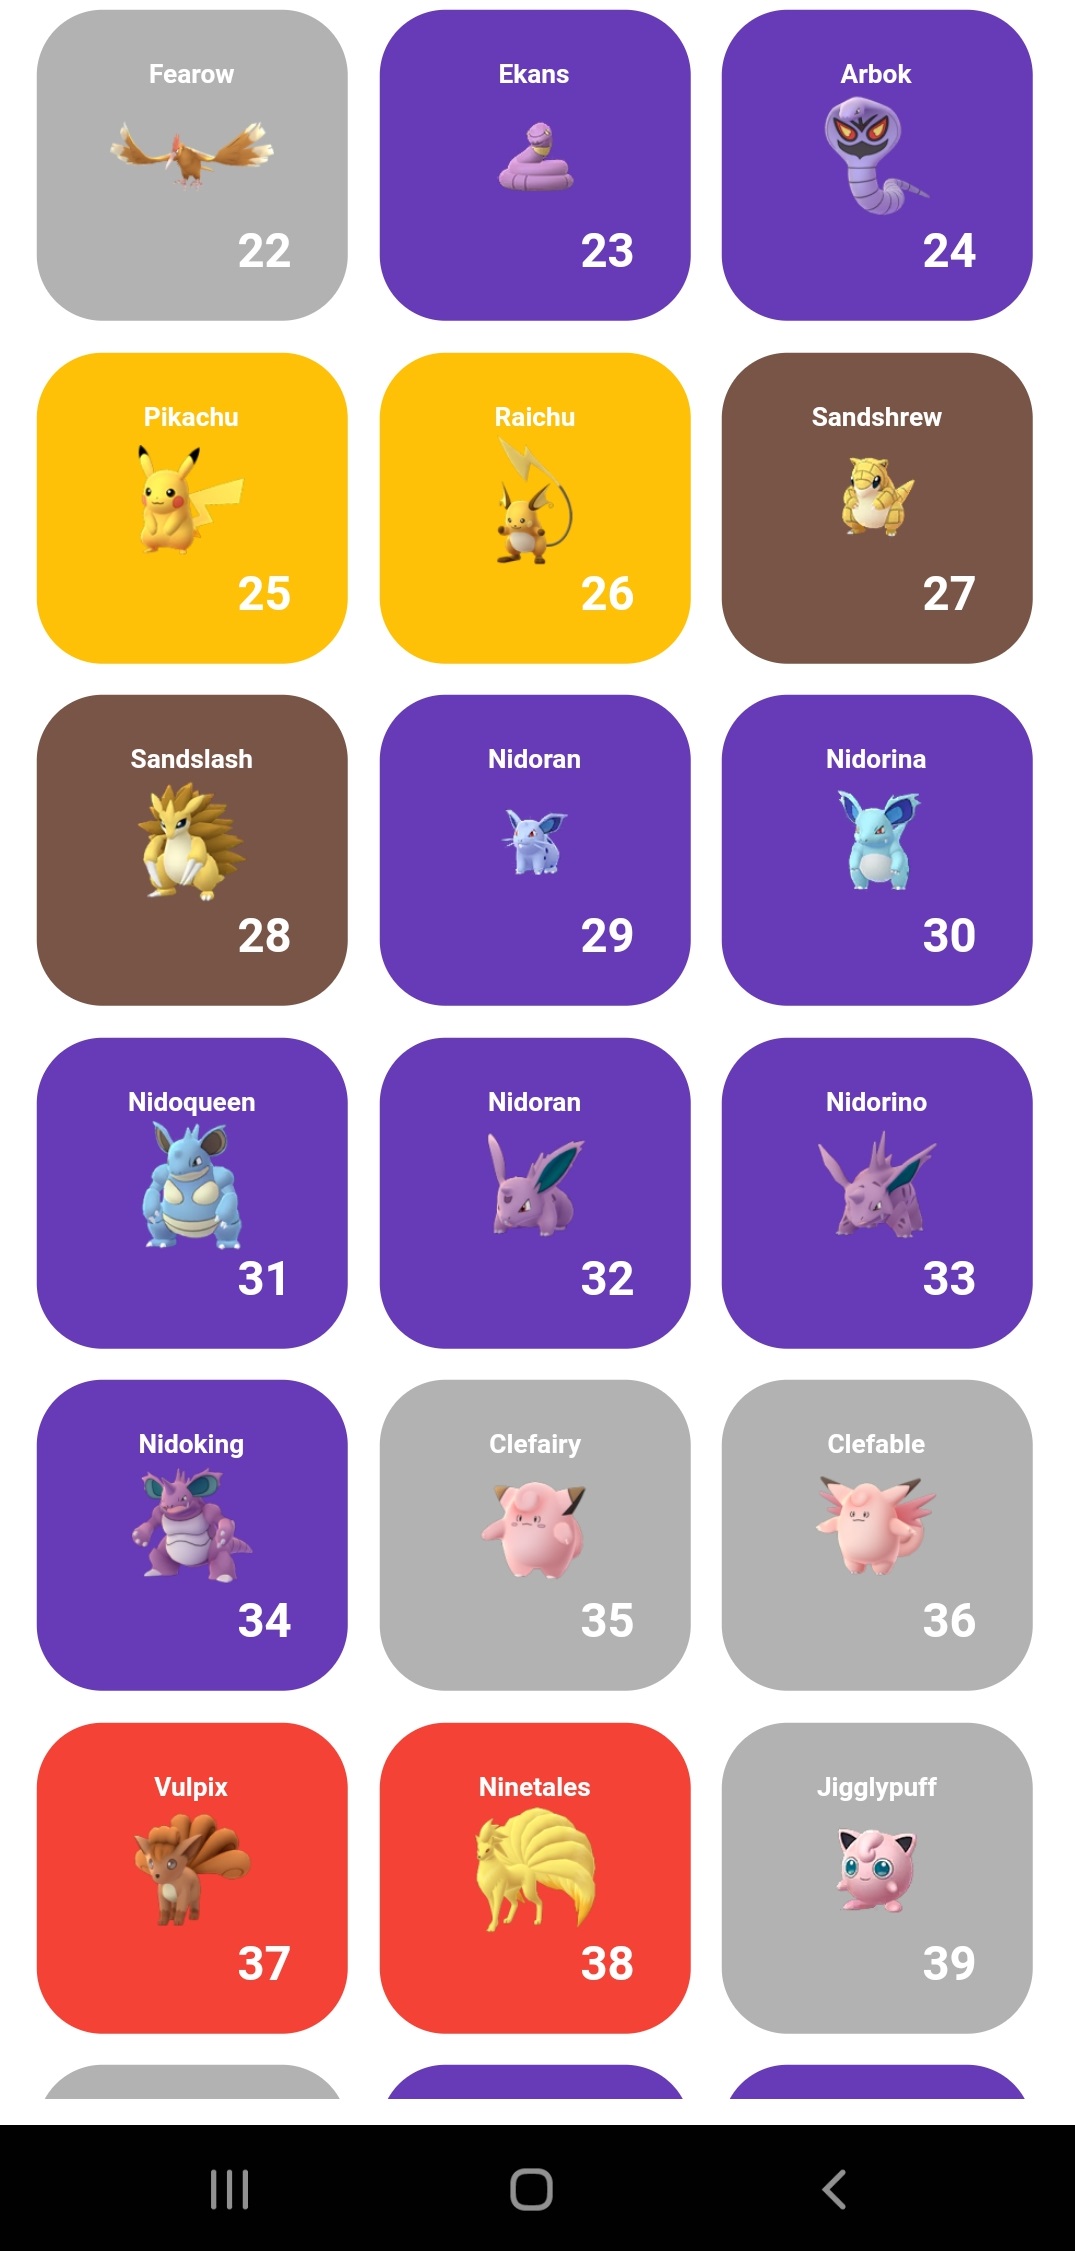 Fearow
22
Ekans
23
Arbok
24
Pikachu
25
Raichu
26
Sandshrew
27
Sandslash
28
Nidoran
29
Nidorina
30
Nidoqueen
31
Nidoran
32
Nidorino
33
Nidoking
34
Clefairy
35
Clefable
36
Vulpix
37
Ninetales
38
Jigglypuff
39